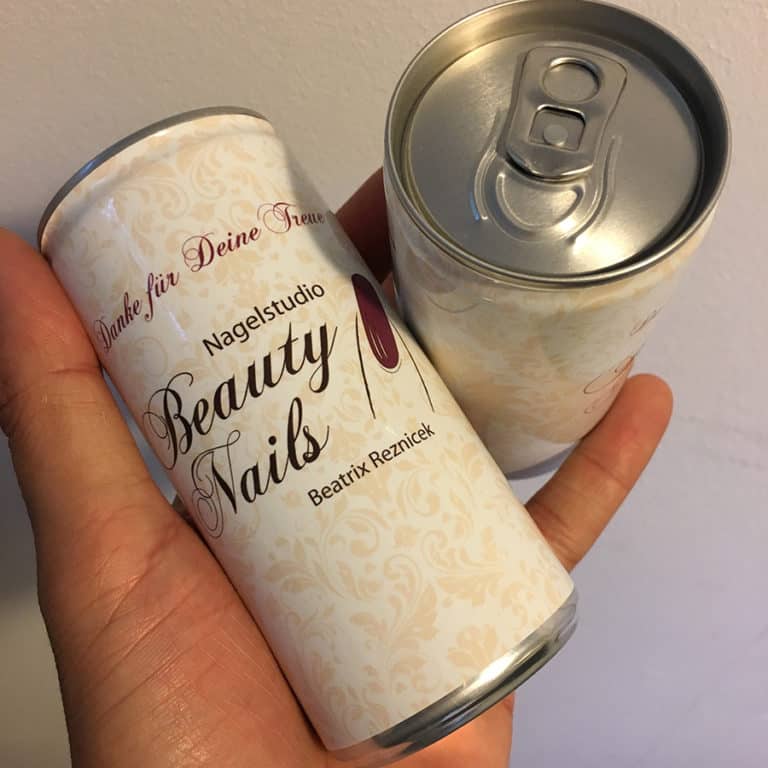 Danke für Deine Treue
Nagelstudio
Beauty
Nails
Beatrix Reznicek